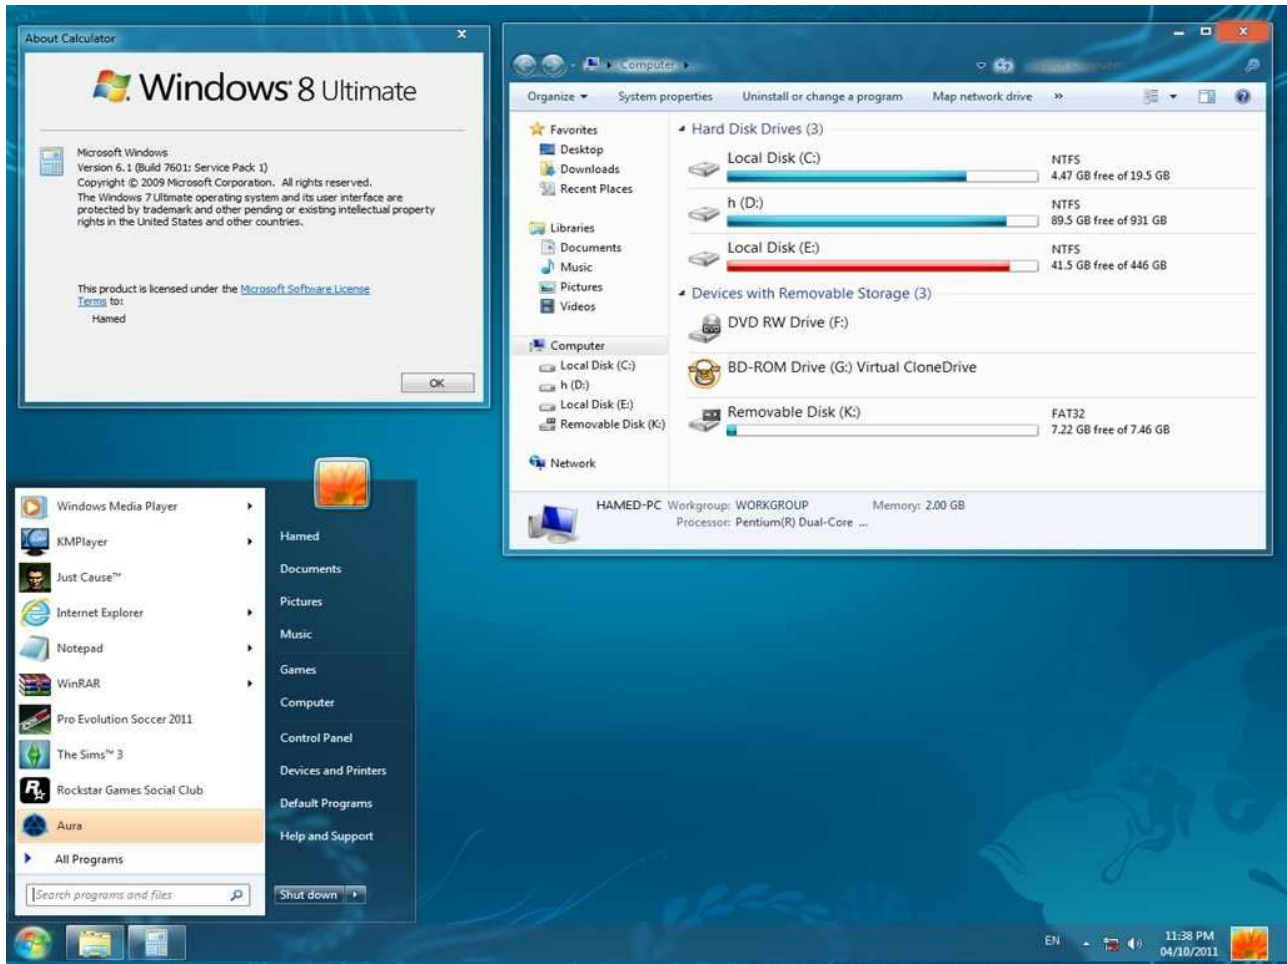 About Calculator
Windows® 8 Ultimate
Microsoft Windows
Version 6.1 (Build 7601: Service Pack 1)
Copyright © 2009 Microsoft Corporation. All rights reserved.
The Windows 7 Ultimate operating system and its user interface are
protected by trademark and other pending or existing intellectual property
rights in the United States and other countries.
This product is licensed under the Microsoft Software License
Terms to:
Hamed
OK
Computer
Organize
System properties
Uninstall or change a program
Map network drive
»
Favorites
Desktop
Downloads
Recent Places
Libraries
Documents
Music
Pictures
Videos
Computer
Local Disk (C:)
h (D:)
Local Disk (E:)
Removable Disk (K:)
Network
Hard Disk Drives (3)
Local Disk (C:)
NTFS
4.47 GB free of 19.5 GB
h (D:)
NTFS
89.5 GB free of 931 GB
Local Disk (E:)
NTFS
41.5 GB free of 446 GB
Devices with Removable Storage (3)
DVD RW Drive (F:)
BD-ROM Drive (G:) Virtual CloneDrive
Removable Disk (K:)
FAT32
7.22 GB free of 7.46 GB
HAMED-PC Workgroup: WORKGROUP Memory: 2.00 GB
Processor: Pentium(R) Dual-Core ...
Windows Media Player
KMPlayer
Just Cause™
Internet Explorer
Notepad
WinRAR
Pro Evolution Soccer 2011
The Sims™ 3
Rockstar Games Social Club
Aura
All Programs
Search programs and files
Hamed
Documents
Pictures
Music
Games
Computer
Control Panel
Devices and Printers
Default Programs
Help and Support
Shut down
EN
11:38 PM
04/10/2011